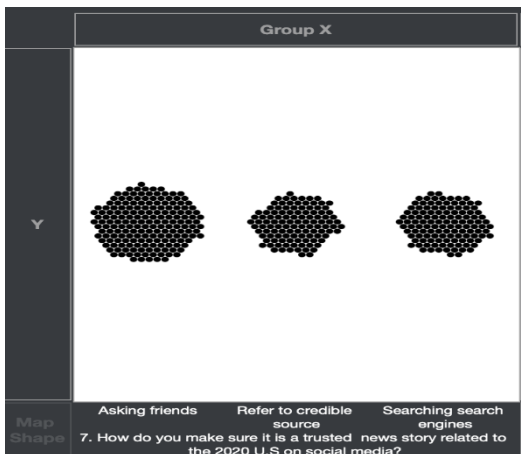 Group X
Y
Asking friends
Refer to credible source
Searching search engines
Map Shape
7. How do you make sure it is a trusted news story related to
the 2020 U.S on social media?